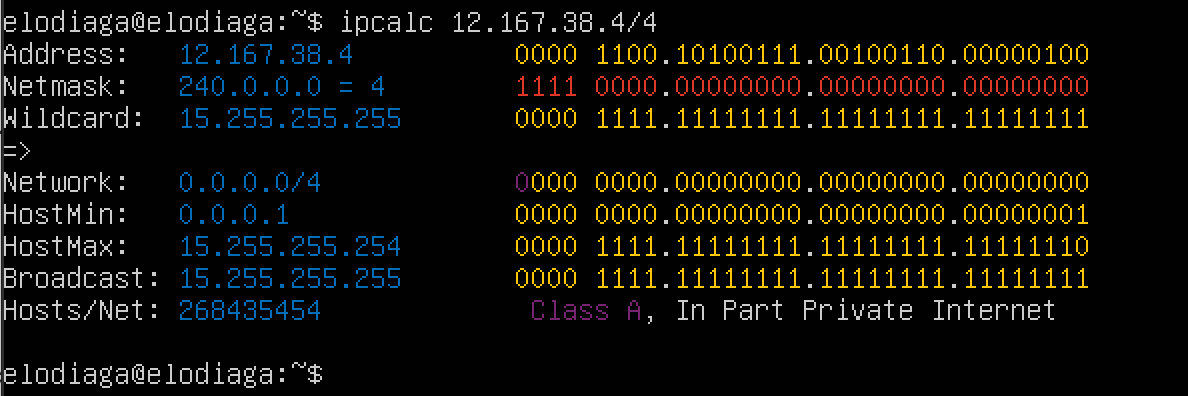 elodiaga@elodiaga:~$ ipcalc 12.167.38.4/4
Address:   12.167.38.4          0000 1100.10100111.00100110.00000100
Netmask:   240.0.0.0 = 4        1111 0000.00000000.00000000.00000000
Wildcard:  15.255.255.255       0000 1111.11111111.11111111.11111111
=>
Network:   0.0.0.0/4            0000 0000.00000000.00000000.00000000
HostMin:   0.0.0.1              0000 0000.00000000.00000000.00000001
HostMax:   15.255.255.254       0000 1111.11111111.11111111.11111110
Broadcast: 15.255.255.255       0000 1111.11111111.11111111.11111111
Hosts/Net: 268435454             Class A, In Part Private Internet
elodiaga@elodiaga:~$